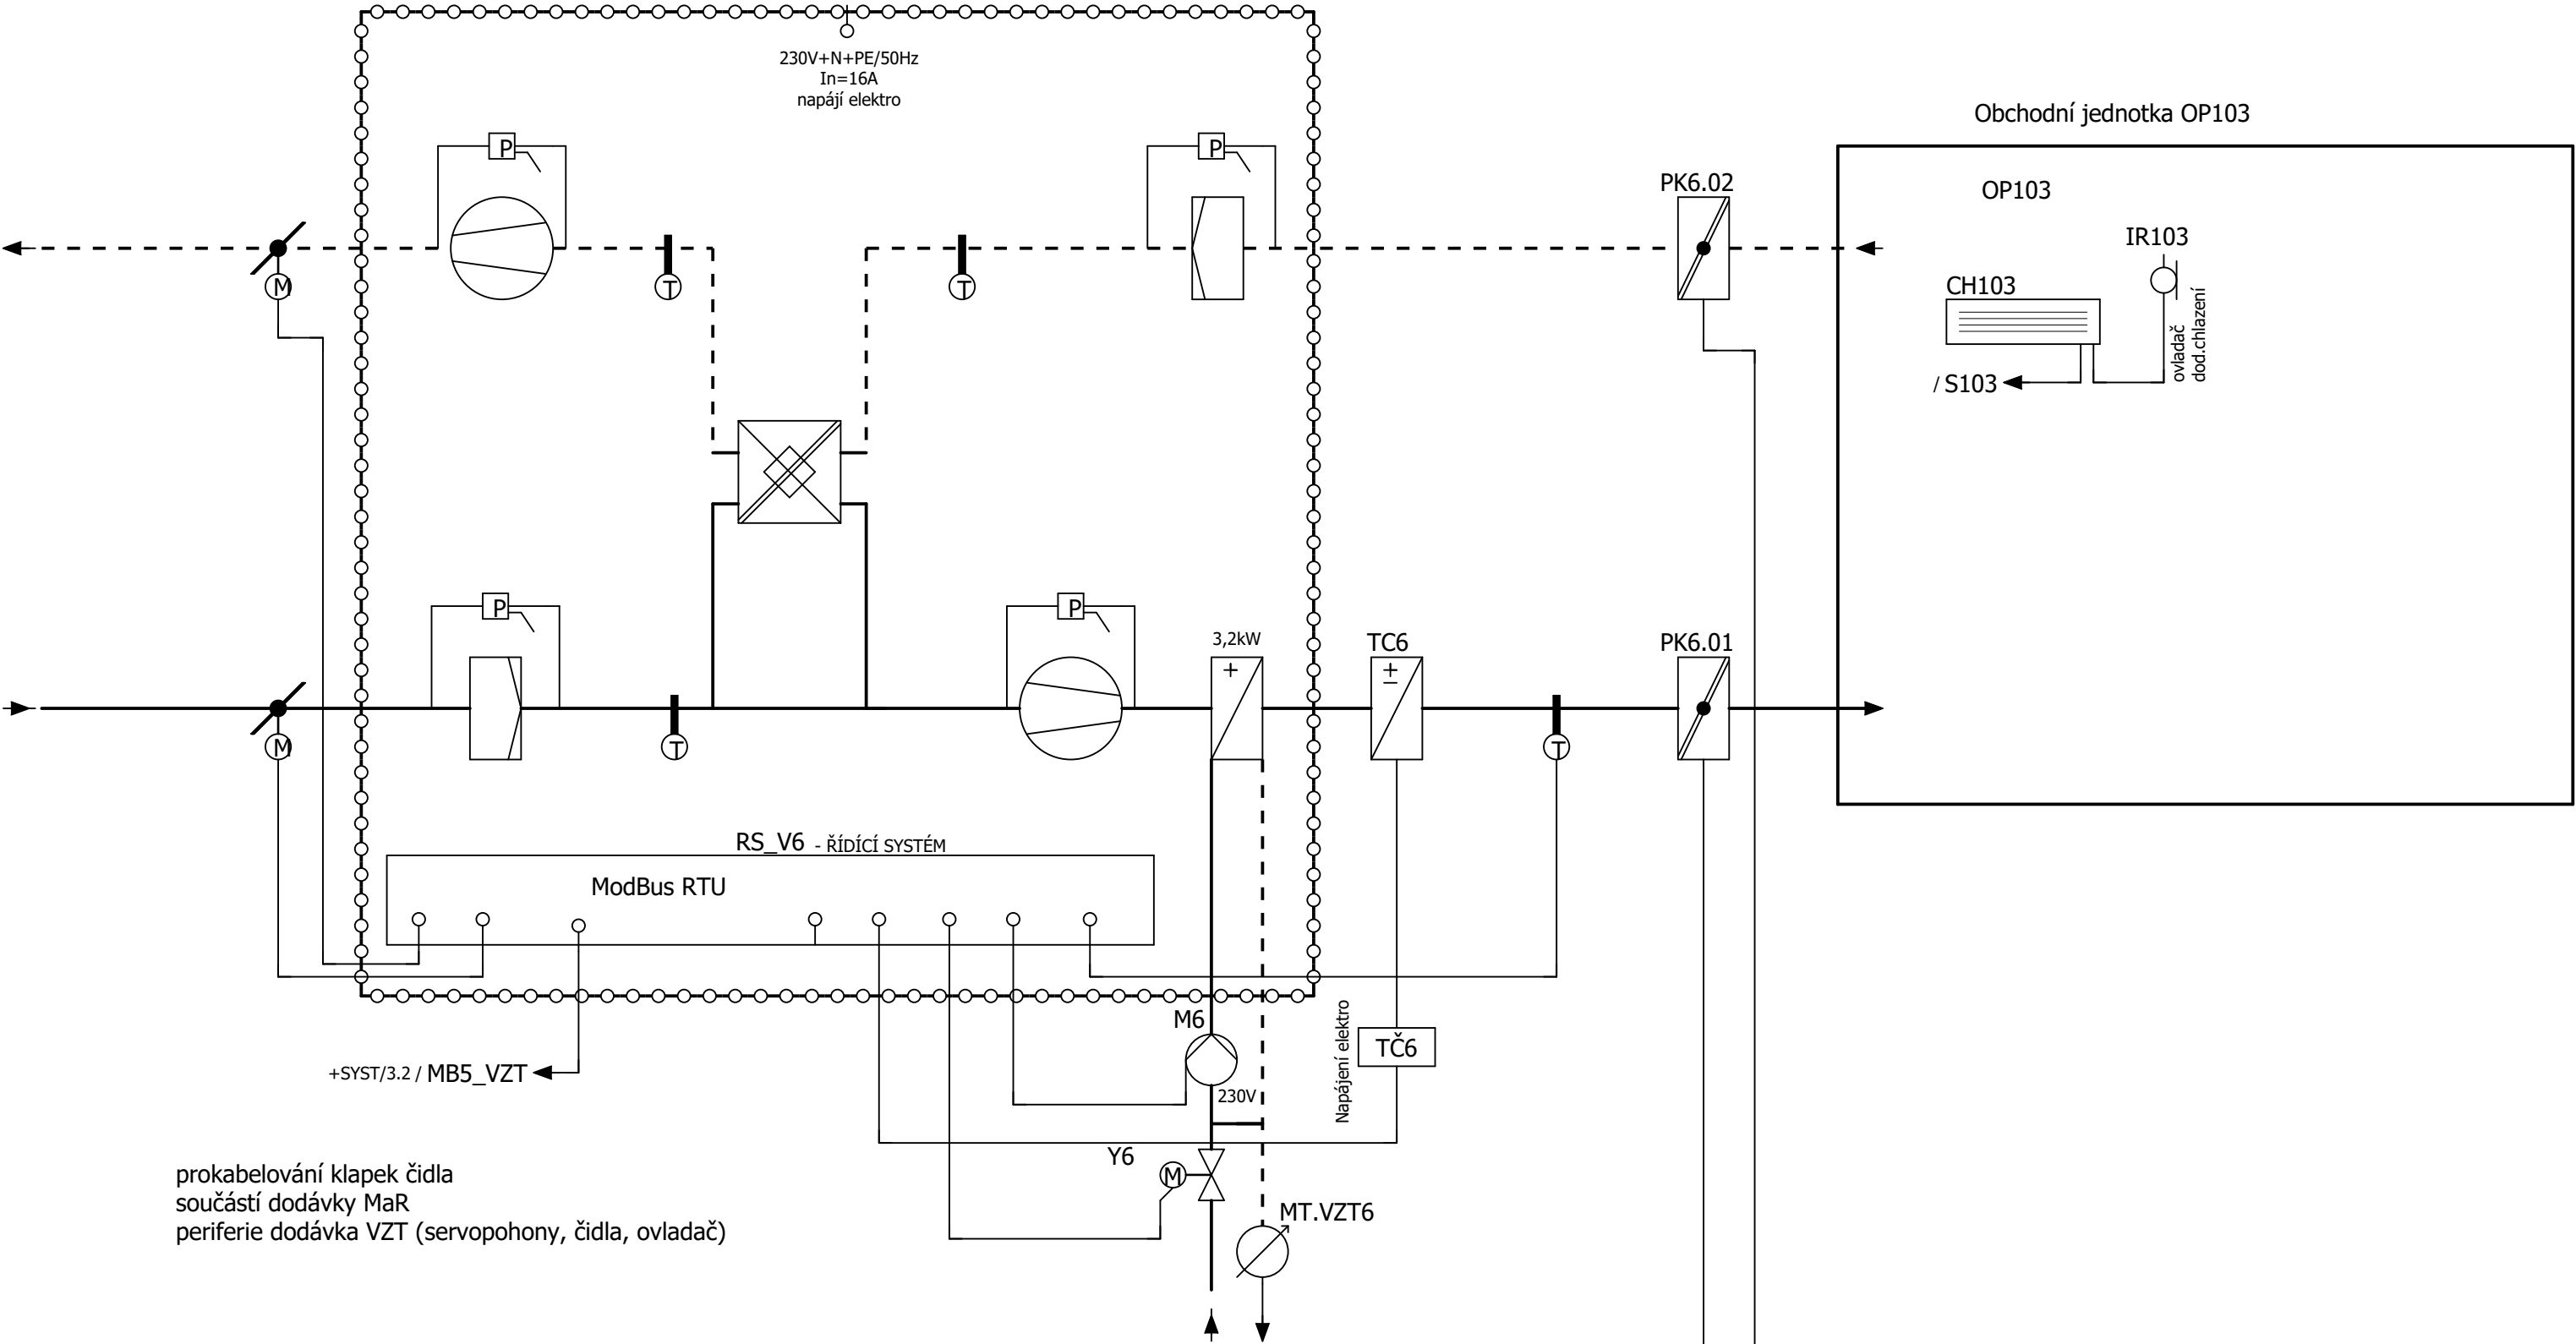 230V+N+PE/50Hz
In=16A
napájí elektro
Obchodní jednotka OP103
P
P
PK6.02
OP103
IR103
CH103
ovladač
dod.chlazení
/ S103
M
T
T
P
P
3,2kW
TC6
PK6.01
+
±
M
T
T
RS_V6 - ŘÍDÍCÍ SYSTÉM
ModBus RTU
M6
Napájení elektro
TČ6
+SYST/3.2 / MB5_VZT
230V
Y6
M
prokabelování klapek čidla
součástí dodávky MaR
periferie dodávka VZT (servopohony, čidla, ovladač)
MT.VZT6